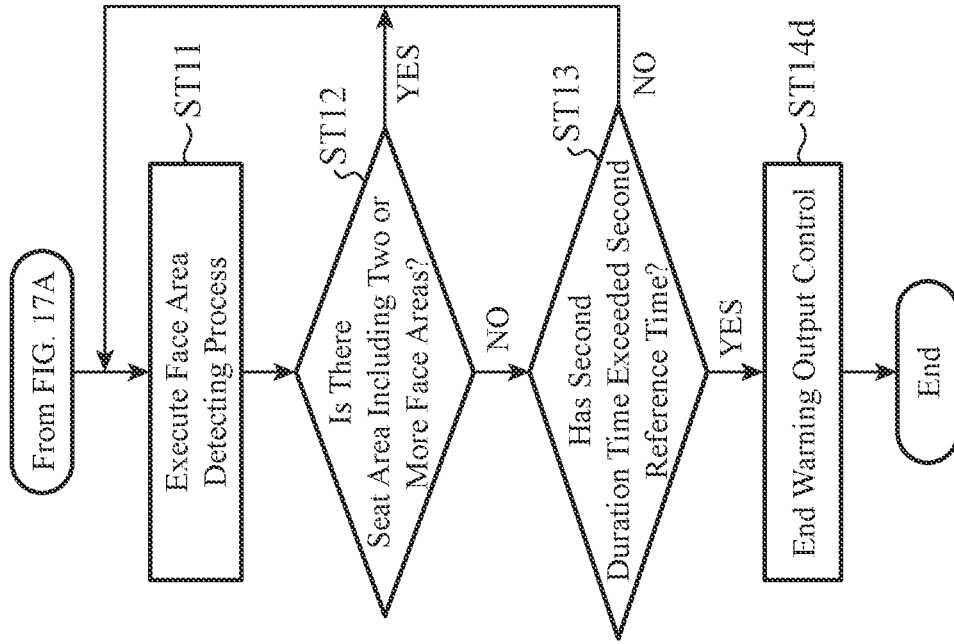 From FIG. 17A
Execute Face Area
Detecting Process
ST11
Is There
Seat Area Including Two or
More Face Areas?
ST12
YES
NO
Has Second
Duration Time Exceeded Second
Reference Time?
ST13
NO
YES
End Warning Output Control
ST14d
End